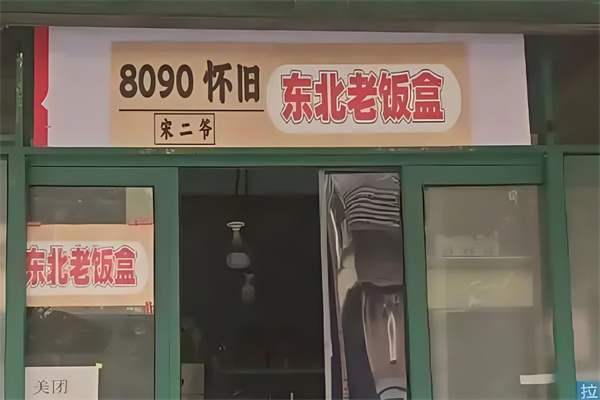 8090 怀旧
宋二爷
东北老饭盒
东北老饭盒
美团
拉